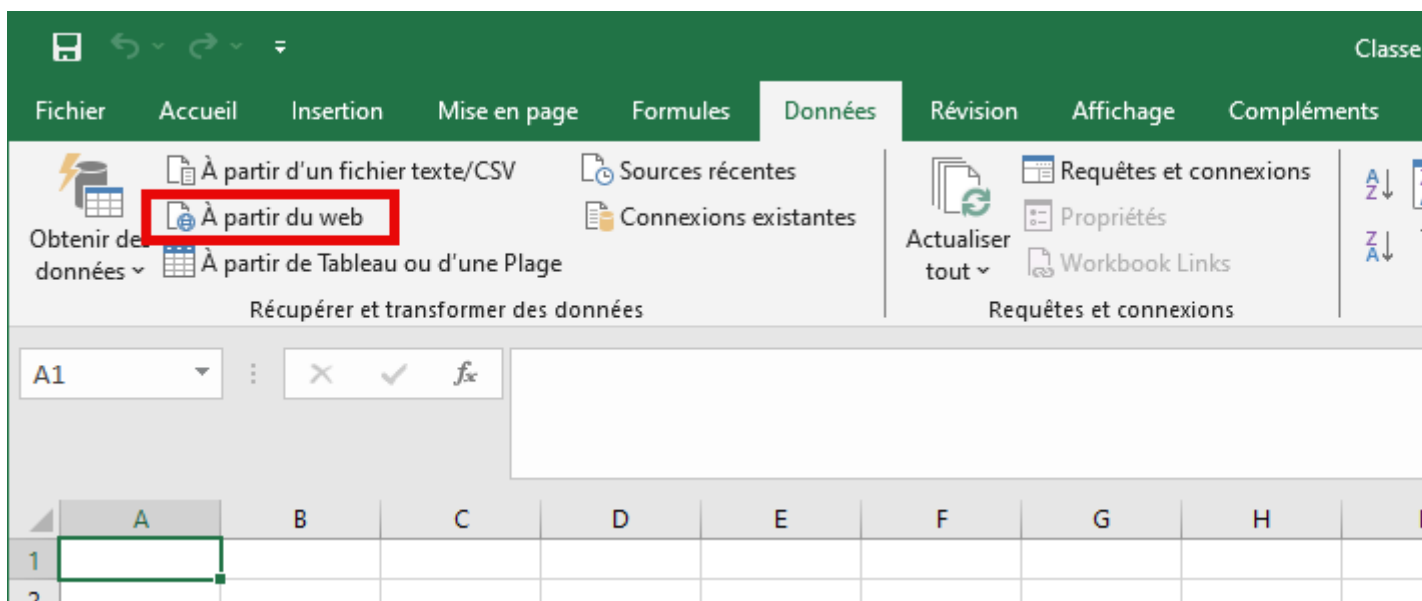 Classe
Fichier Accueil Insertion Mise en page Formules Données Révision Affichage Compléments
À partir d'un fichier texte/CSV Sources récentes Requêtes et connexions
À partir du web Connexions existantes Propriétés
Obtenir des données
À partir de Tableau ou d'une Plage
Actualiser tout
Workbook Links
Récupérer et transformer des données Requêtes et connexions
A1 fx
A B C D E F G H
1
2